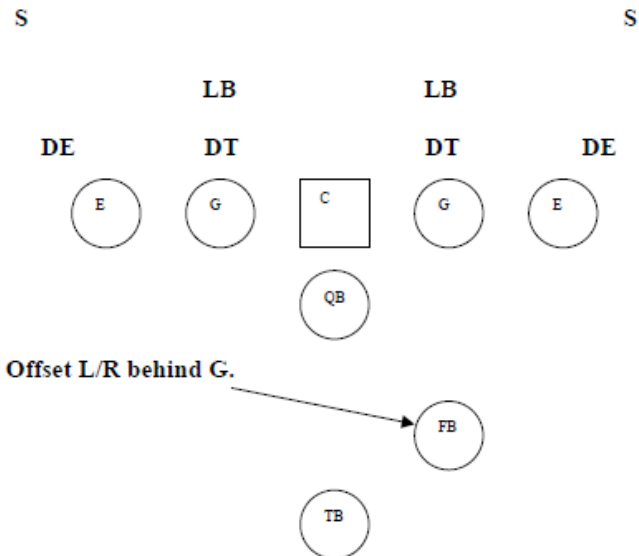 S S
LB LB
DE DT DT DE
E G C G E
QB
Offset L/R behind G.
FB
TB